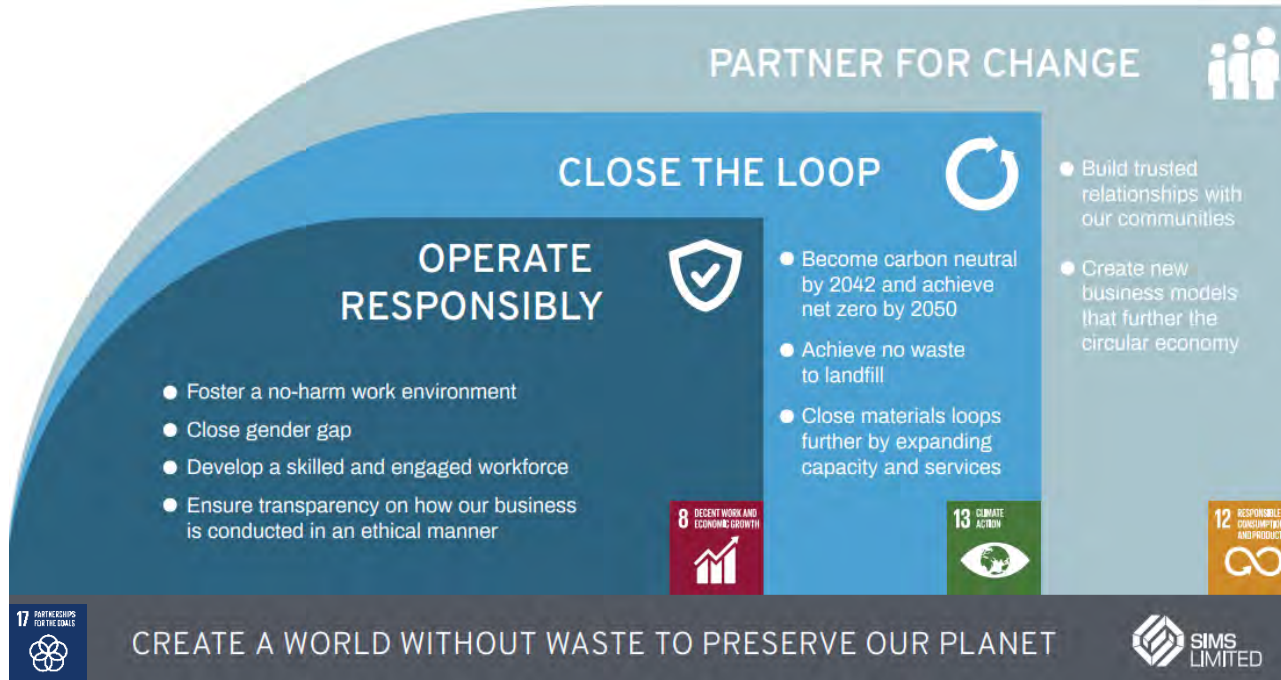 PARTNER FOR CHANGE
● Build trusted
relationships with
our communities
● Create new
business models
that further the
circular economy
CLOSE THE LOOP
● Become carbon neutral
by 2042 and achieve
net zero by 2050
● Achieve no waste
to landfill
● Close materials loops
further by expanding
capacity and services
OPERATE
RESPONSIBLY
● Foster a no-harm work environment
● Close gender gap
● Develop a skilled and engaged workforce
● Ensure transparency on how our business
is conducted in an ethical manner
8 DECENT WORK AND
ECONOMIC GROWTH
13 CLIMATE
ACTION
12 RESPONSIBLE
CONSUMPTION
AND PRODUCT
17 PARTNERSHIPS
FOR THE GOALS
CREATE A WORLD WITHOUT WASTE TO PRESERVE OUR PLANET
SIMS
LIMITED